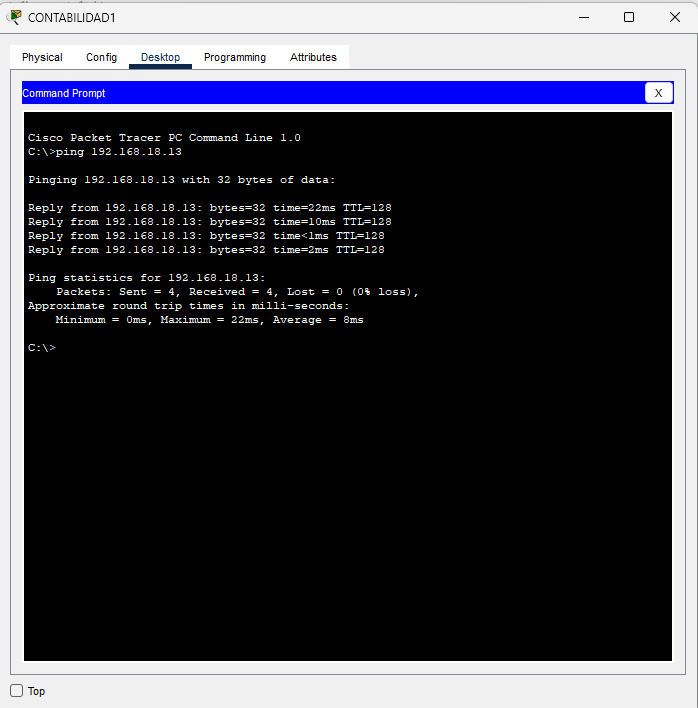 CONTABILIDAD1
Physical Config Desktop Programming Attributes
Command Prompt X
Cisco Packet Tracer PC Command Line 1.0
C:\>ping 192.168.18.13
Pinging 192.168.18.13 with 32 bytes of data:
Reply from 192.168.18.13: bytes=32 time=22ms TTL=128
Reply from 192.168.18.13: bytes=32 time=10ms TTL=128
Reply from 192.168.18.13: bytes=32 time<1ms TTL=128
Reply from 192.168.18.13: bytes=32 time=2ms TTL=128
Ping statistics for 192.168.18.13:
Packets: Sent = 4, Received = 4, Lost = 0 (0% loss),
Approximate round trip times in milli-seconds:
Minimum = 0ms, Maximum = 22ms, Average = 8ms
C:\>
Top